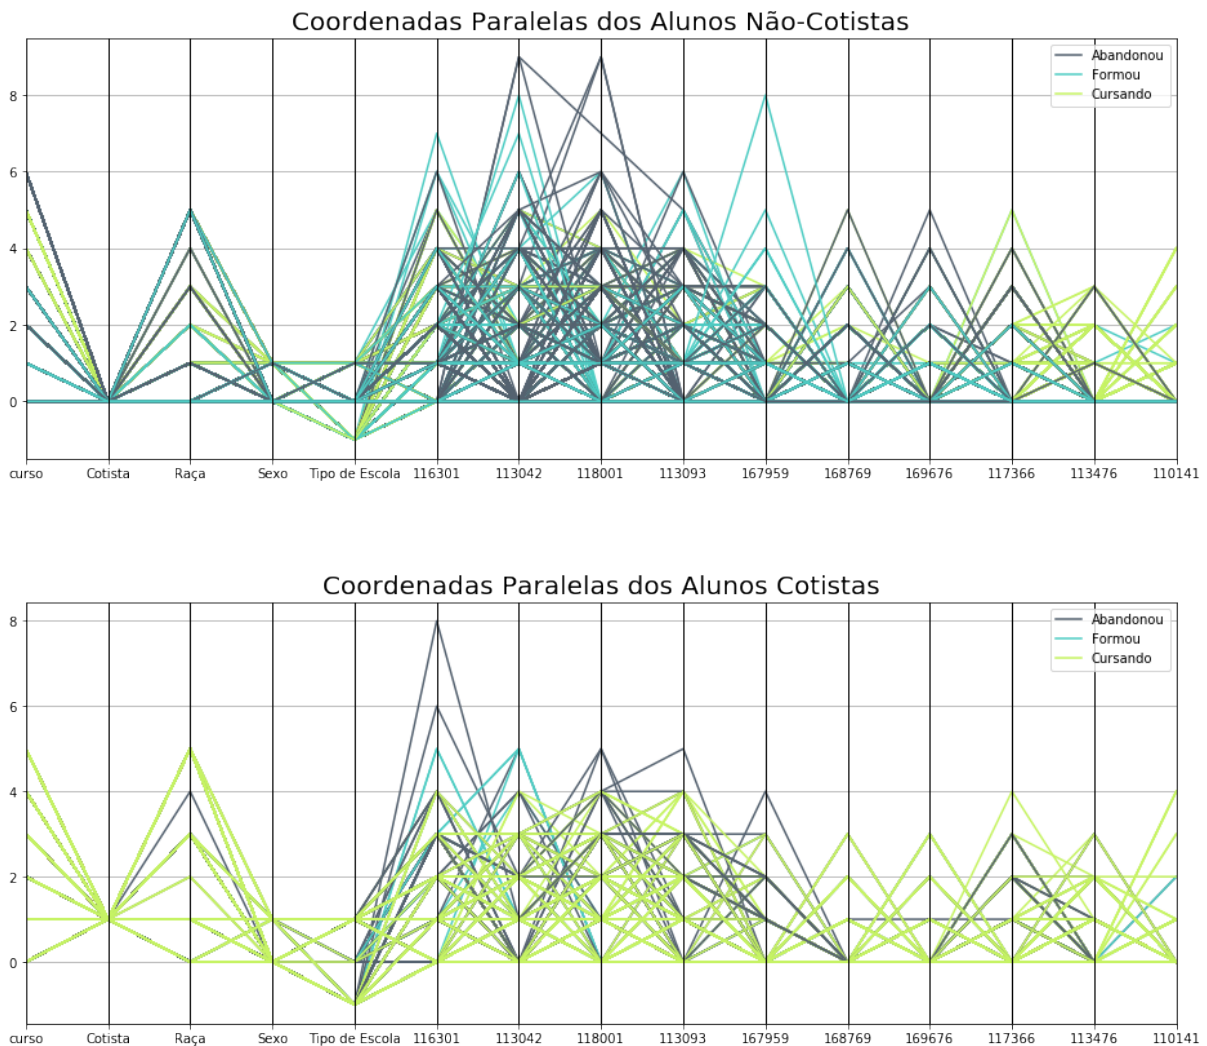 Coordenadas Paralelas dos Alunos Não-Cotistas
Abandonou
Formou
Cursando
8
6
4
2
0
curso Cotista Raça Sexo Tipo de Escola 116301 113042 118001 113093 167959 168769 169676 117366 113476 110141
Coordenadas Paralelas dos Alunos Cotistas
Abandonou
Formou
Cursando
8
6
4
2
0
curso Cotista Raça Sexo Tipo de Escola 116301 113042 118001 113093 167959 168769 169676 117366 113476 110141